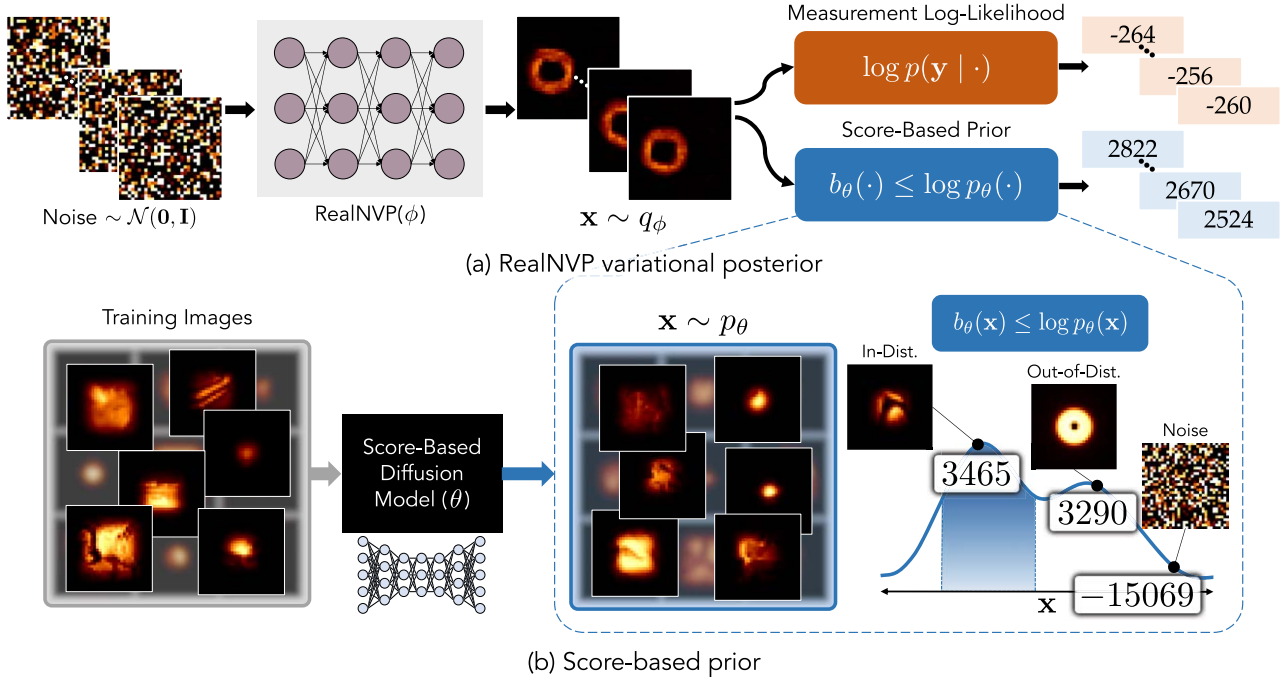 Measurement Log-Likelihood
log p(y | ·)
-264
-256
-260
Score-Based Prior
b_θ(·) ≤ log p_θ(·)
2822
2670
2524
Noise ∼ 𝒩(0, I)
RealNVP(ϕ)
x ∼ q_ϕ
(a) RealNVP variational posterior
Training Images
Score-Based
Diffusion
Model (θ)
x ∼ p_θ
b_θ(x) ≤ log p_θ(x)
In-Dist.
Out-of-Dist.
Noise
3465
3290
−15069
x
(b) Score-based prior